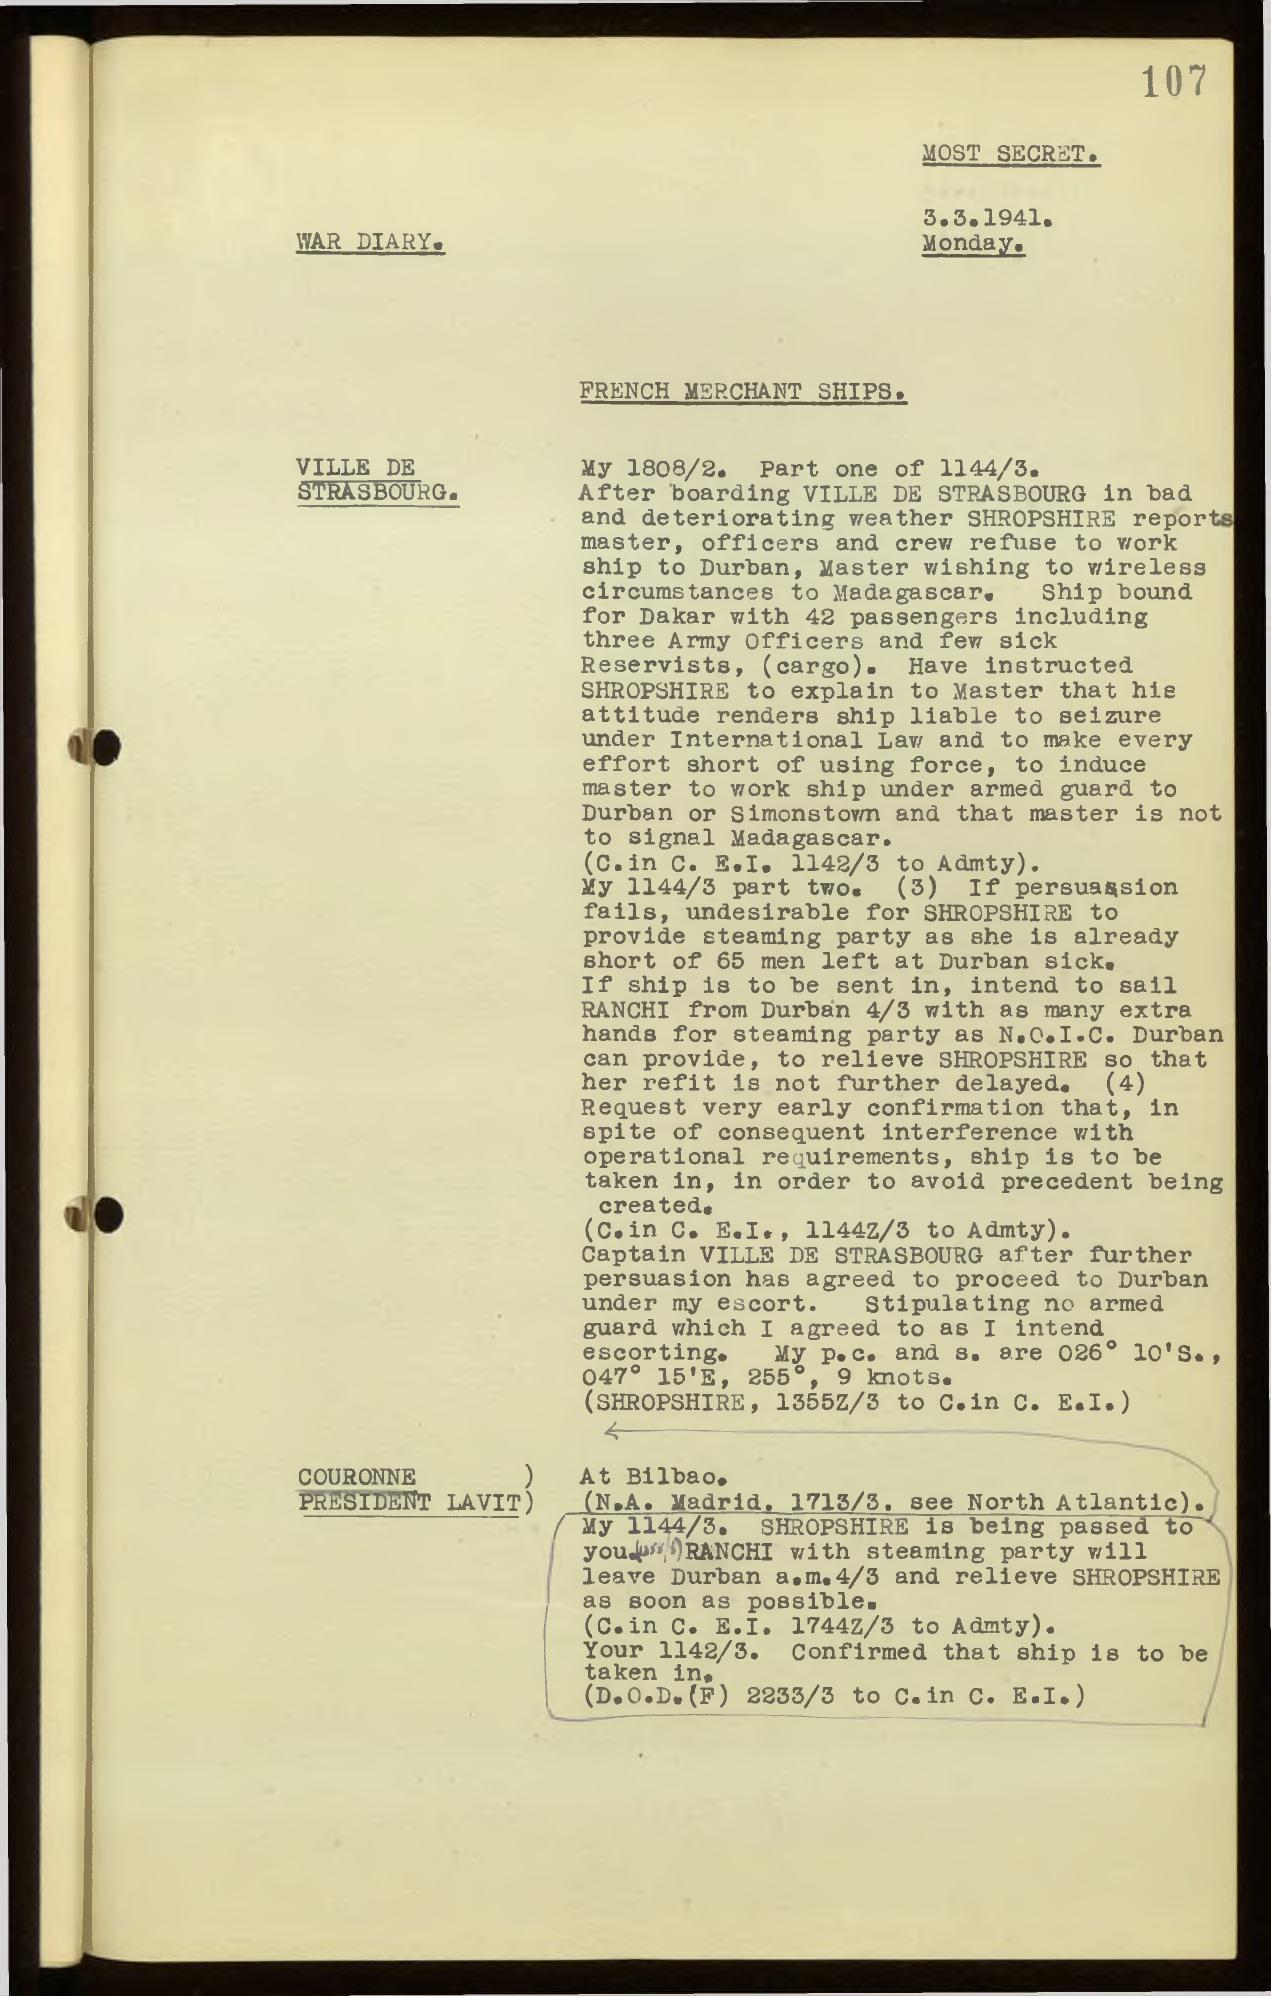 107
MOST SECRET.
3.3.1941.
WAR DIARY.
Monday.
FRENCH MERCHANT SHIPS.
VILLE DE
STRASBOURG.
My 1808/2. Part one of 1144/3.
After boarding VILLE DE STRASBOURG in bad
and deteriorating weather SHROPSHIRE reports
master, officers and crew refuse to work
ship to Durban, Master wishing to wireless
circumstances to Madagascar. Ship bound
for Dakar with 42 passengers including
three Army Officers and few sick
Reservists, (cargo). Have instructed
SHROPSHIRE to explain to Master that his
attitude renders ship liable to seizure
under International Law and to make every
effort short of using force, to induce
master to work ship under armed guard to
Durban or Simonstown and that master is not
to signal Madagascar.
(C.in C. E.I. 1142/3 to Admty).
My 1144/3 part two. (3) If persuassion
fails, undesirable for SHROPSHIRE to
provide steaming party as she is already
short of 65 men left at Durban sick.
If ship is to be sent in, intend to sail
RANCHI from Durban 4/3 with as many extra
hands for steaming party as N.O.I.C. Durban
can provide, to relieve SHROPSHIRE so that
her refit is not further delayed. (4)
Request very early confirmation that, in
spite of consequent interference with
operational requirements, ship is to be
taken in, in order to avoid precedent being
created.
(C.in C. E.I., 1144Z/3 to Admty).
Captain VILLE DE STRASBOURG after further
persuasion has agreed to proceed to Durban
under my escort. Stipulating no armed
guard which I agreed to as I intend
escorting. My p.c. and s. are 026° 10'S.,
047° 15'E, 255°, 9 knots.
(SHROPSHIRE, 1355Z/3 to C.in C. E.I.)
COURONNE )
PRESIDENT LAVIT)
At Bilbao.
(N.A. Madrid. 1713/3. see North Atlantic).
My 1144/3. SHROPSHIRE is being passed to
you. RANCHI with steaming party will
leave Durban a.m.4/3 and relieve SHROPSHIRE
as soon as possible.
(C.in C. E.I. 1744Z/3 to Admty).
Your 1142/3. Confirmed that ship is to be
taken in.
(D.O.D.(F) 2233/3 to C.in C. E.I.)